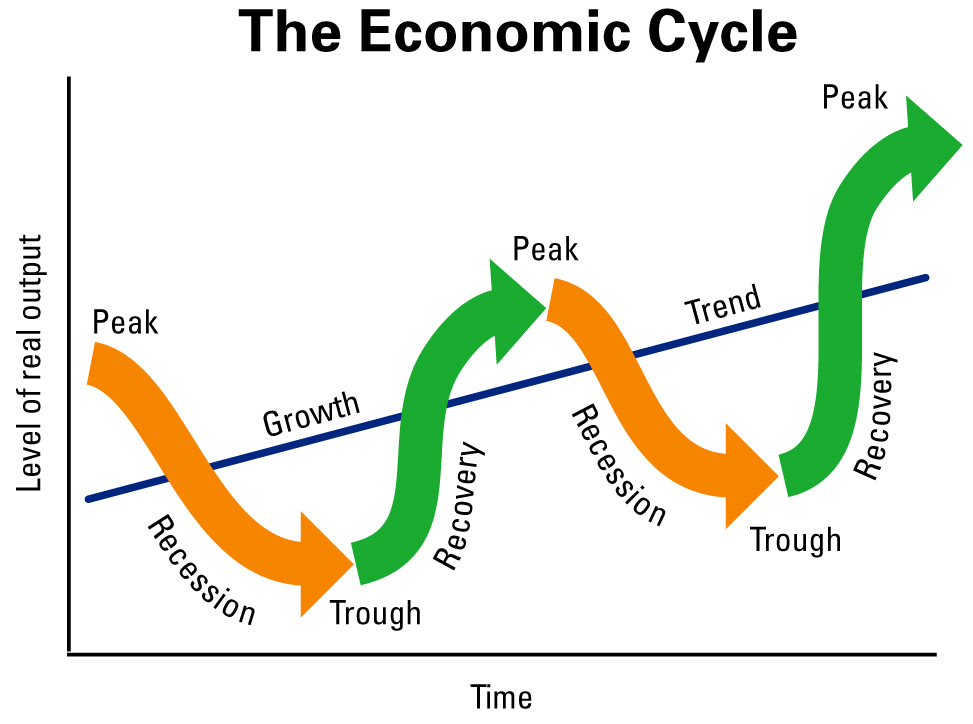 The Economic Cycle
Peak
Peak
Trend
Peak
Growth
Level of real output
Recession
Recovery
Recession
Recovery
Trough
Trough
Time